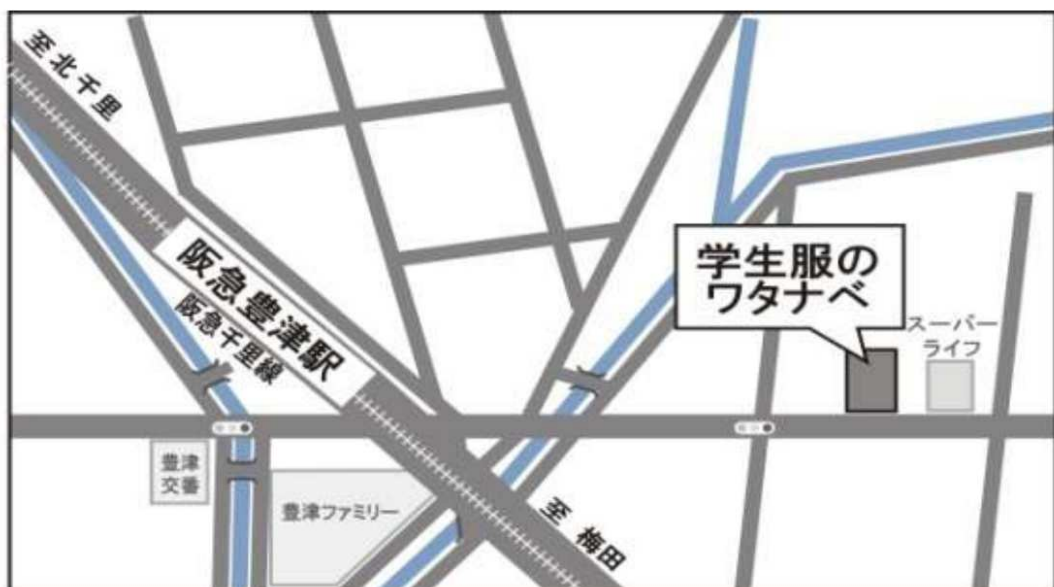 至北千里
阪急豊津駅
阪急千里線
学生服の
ワタナベ
スーパー
ライフ
豊津
交番
豊津ファミリー
至 梅田